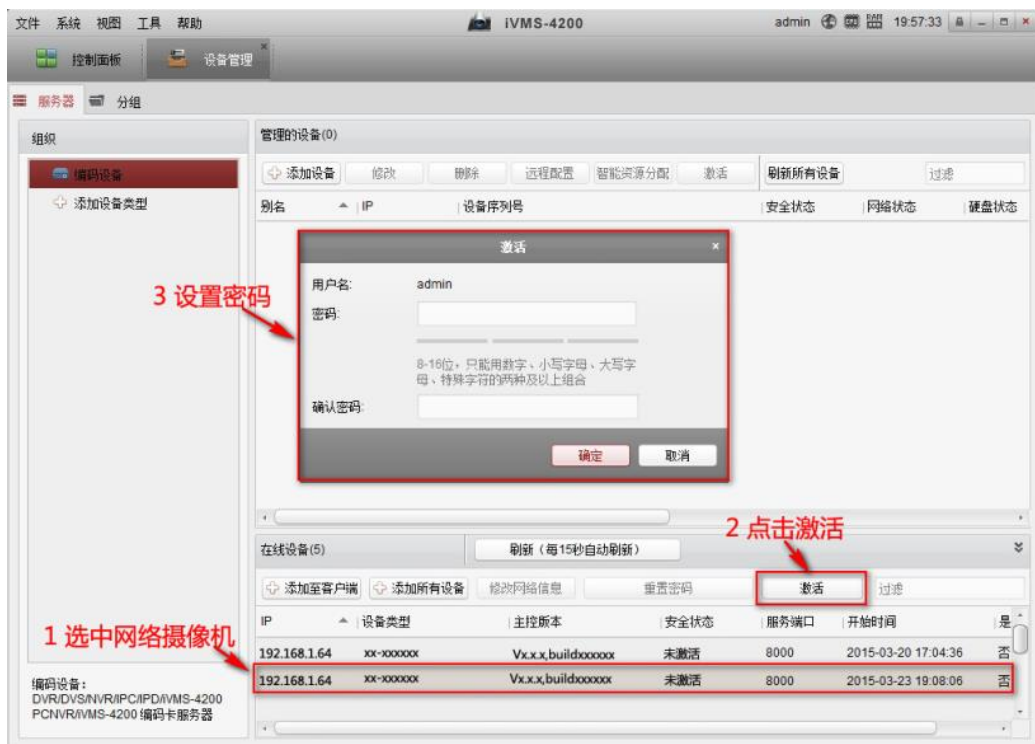 文件 系统 视图 工具 帮助 iVMS-4200 admin 19:57:33
控制面板 设备管理
服务器 分组
组织 管理的设备(0)
编码设备 添加设备 修改 删除 远程配置 智能资源分配 激活 刷新所有设备 过滤
添加设备类型 别名 IP 设备序列号 安全状态 网络状态 硬盘状态
激活
用户名: admin
3 设置密码
密码:
8-16位,只能用数字、小写字母、大写字
母、特殊字符的两种及以上组合
确认密码:
确定 取消
2 点击激活
在线设备(5) 刷新(每15秒自动刷新)
添加至客户端 添加所有设备 修改网络信息 重置密码 激活 过滤
IP 设备类型 主控版本 安全状态 服务端口 开始时间 是
1 选中网络摄像机
192.168.1.64 xx-xxxxxx Vx.x.x,buildxxxxxx 未激活 8000 2015-03-20 17:04:36 否
192.168.1.64 xx-xxxxxx Vx.x.x,buildxxxxxx 未激活 8000 2015-03-23 19:08:06 否
编码设备:
DVR/DVS/NVR/IPC/IPD/iVMS-4200
PCNVR/iVMS-4200 编码卡服务器